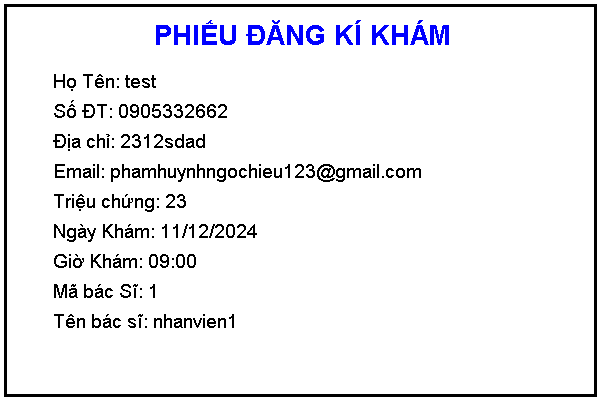 PHIẾU ĐĂNG KÍ KHÁM
Họ Tên: test
Số ĐT: 0905332662
Địa chỉ: 2312sdad
Email: phamhuynhngochieu123@gmail.com
Triệu chứng: 23
Ngày Khám: 11/12/2024
Giờ Khám: 09:00
Mã bác Sĩ: 1
Tên bác sĩ: nhanvien1